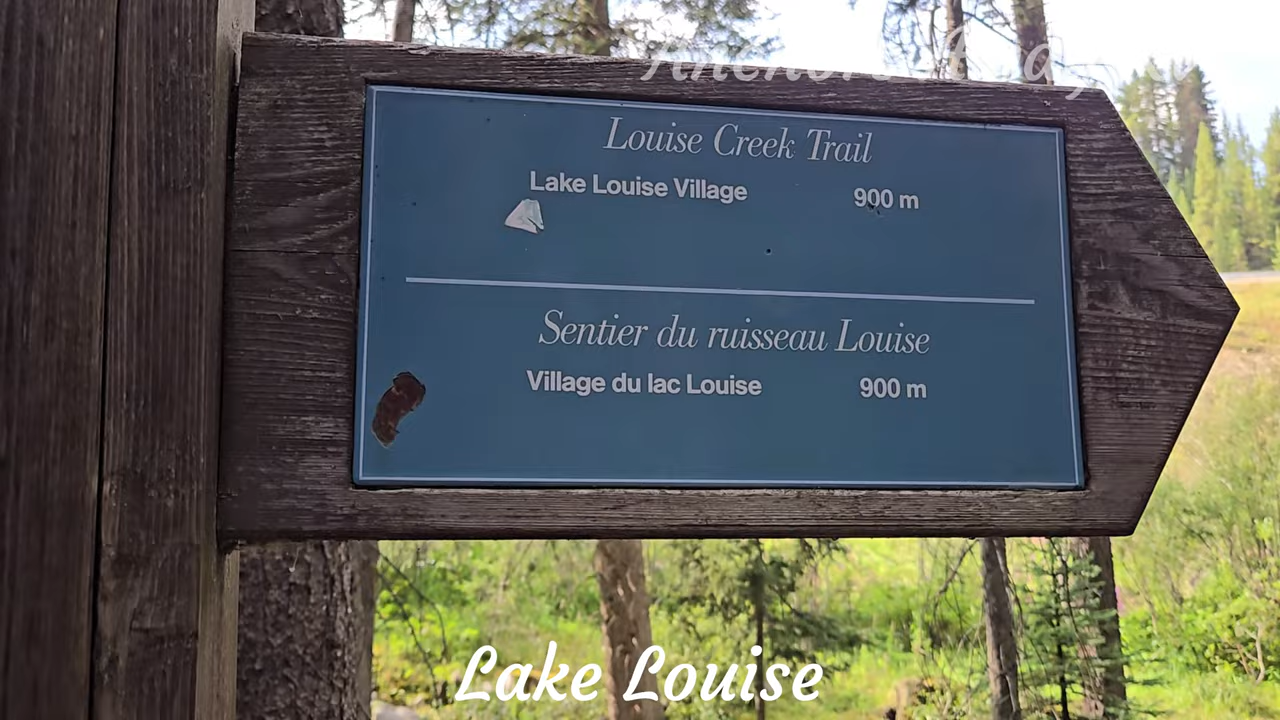 Louise Creek Trail
Lake Louise Village 900 m
Sentier du ruisseau Louise
Village du lac Louise 900 m
Lake Louise